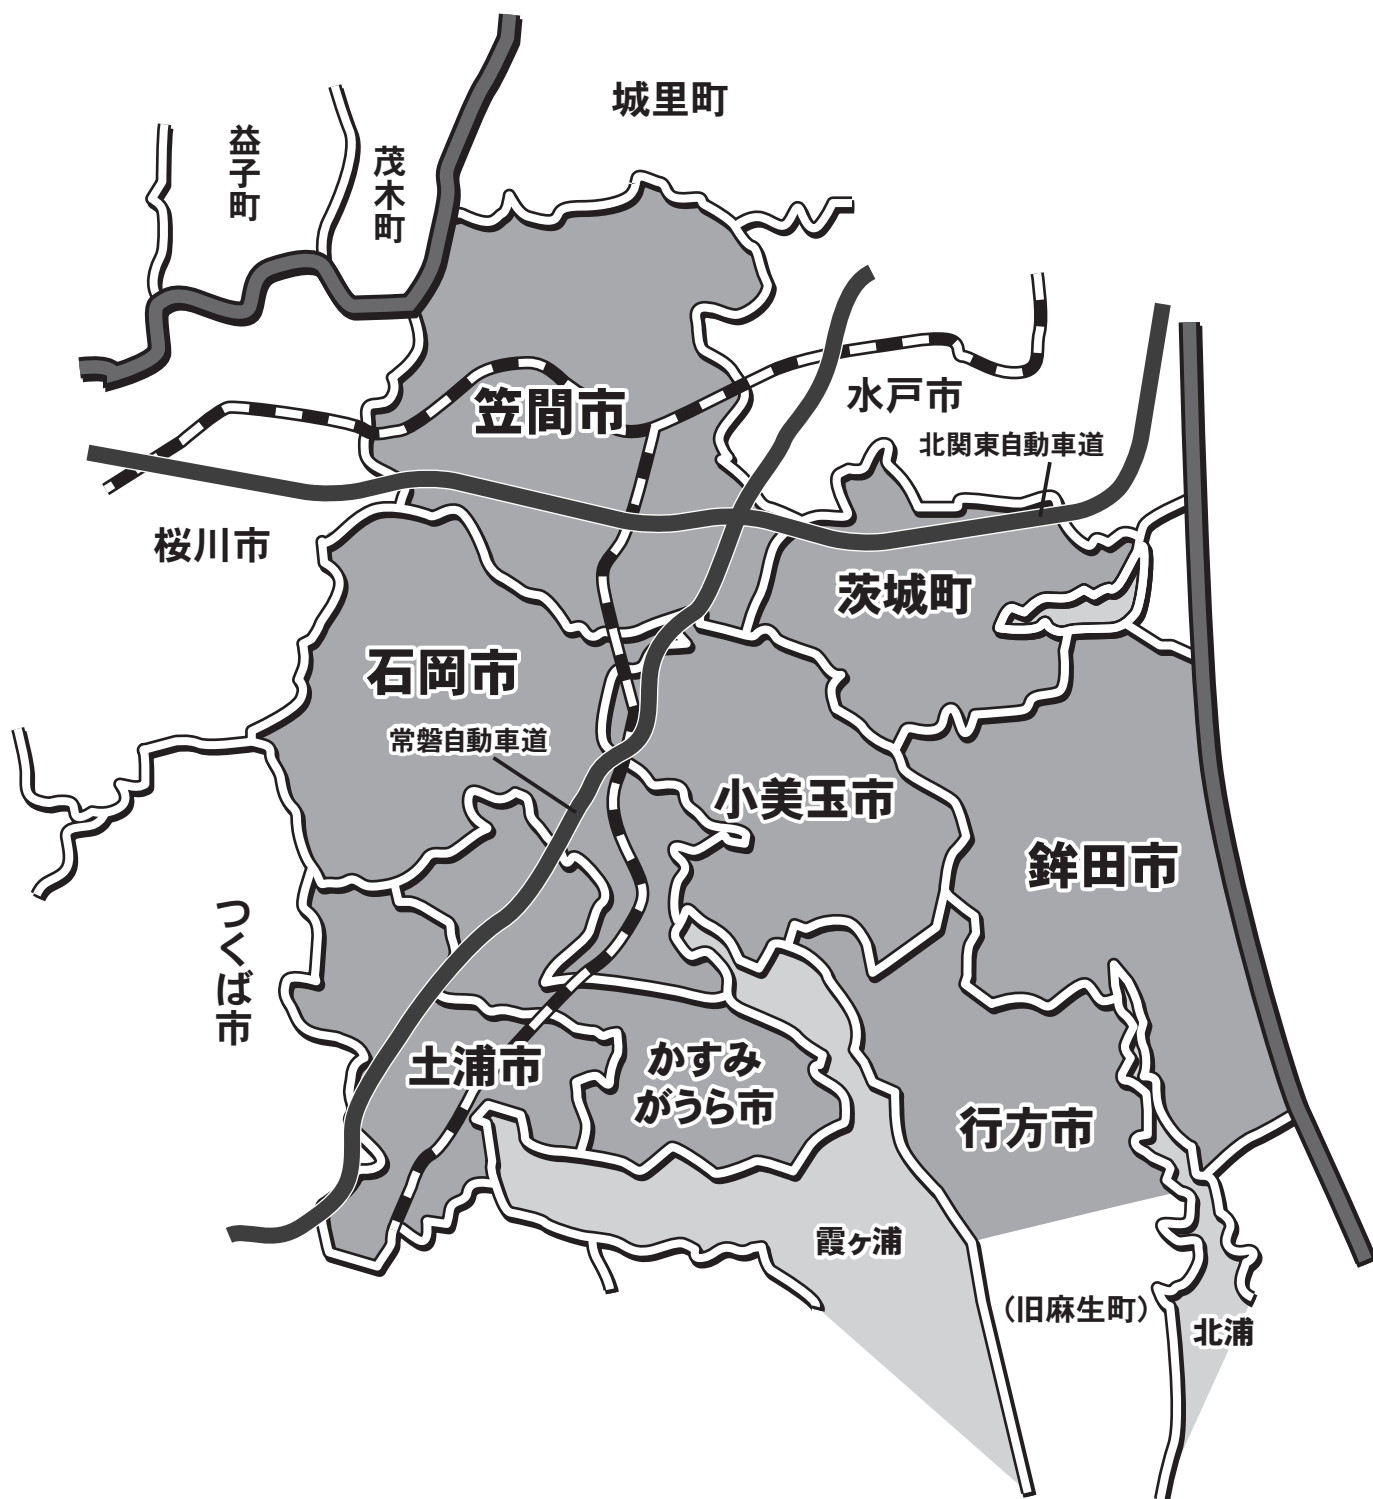 城里町
益子町
茂木町
笠間市
水戸市
北関東自動車道
桜川市
茨城町
石岡市
常磐自動車道
小美玉市
鉾田市
つくば市
土浦市
かすみ
がうら市
行方市
霞ヶ浦
（旧麻生町）
北浦